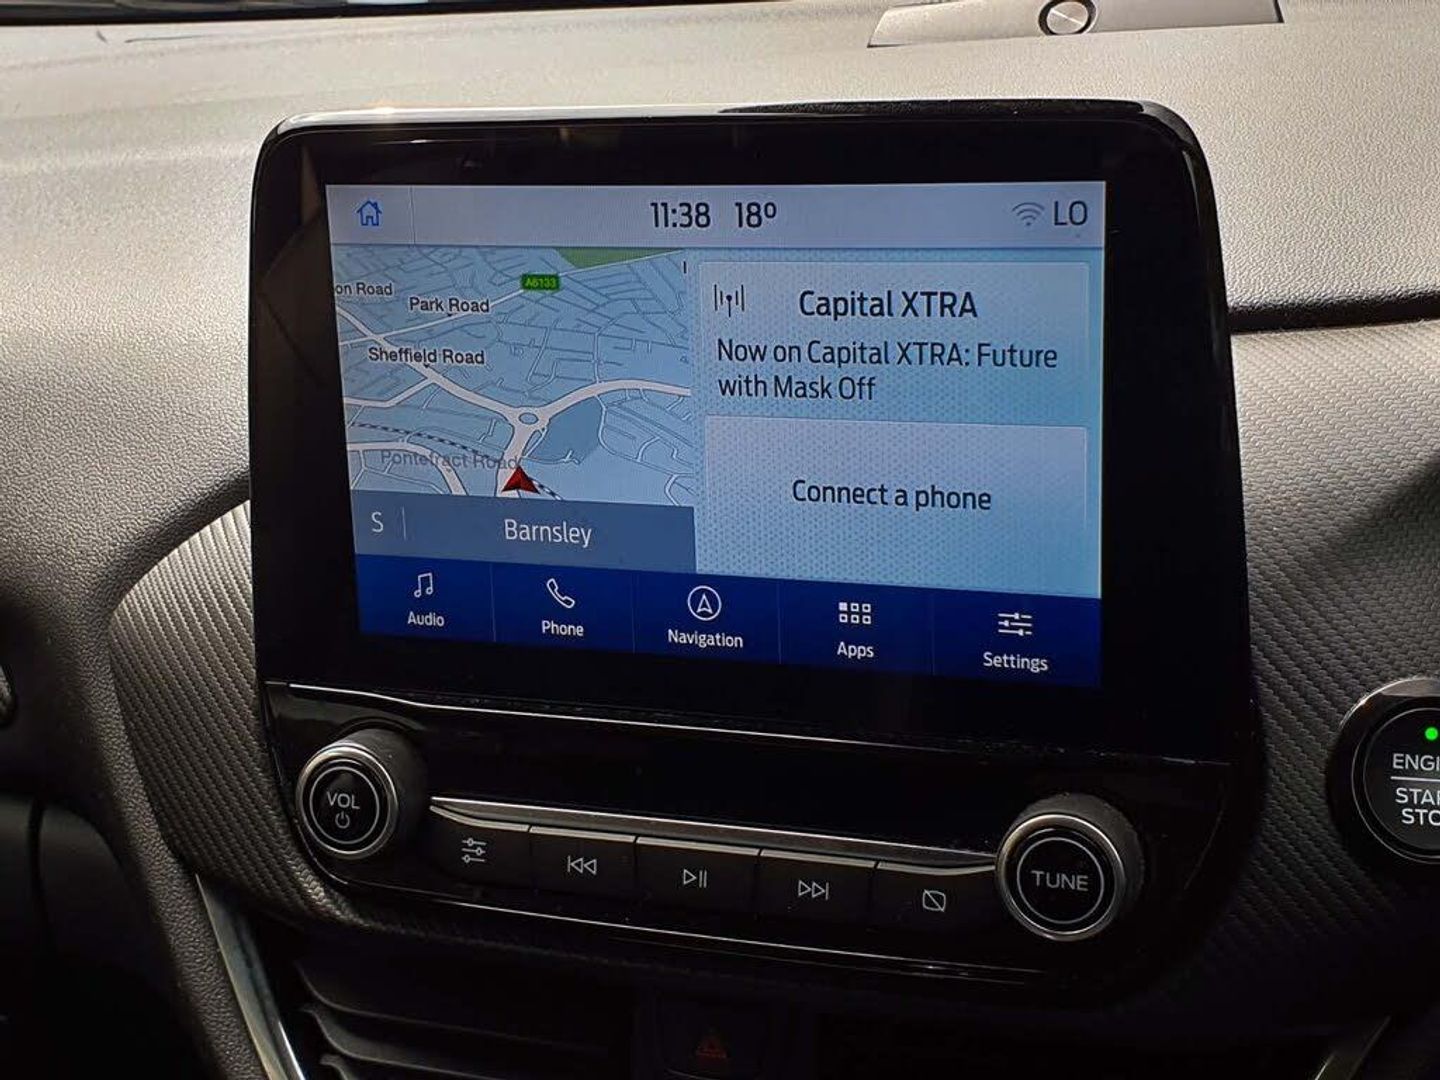 11:38 18º LO
on Road
Park Road
A6133
Sheffield Road
Pontefract Road
S Barnsley
Capital XTRA
Now on Capital XTRA: Future
with Mask Off
Connect a phone
Audio
Phone
Navigation
Apps
Settings
VOL
TUNE
ENGI
STAR
STO